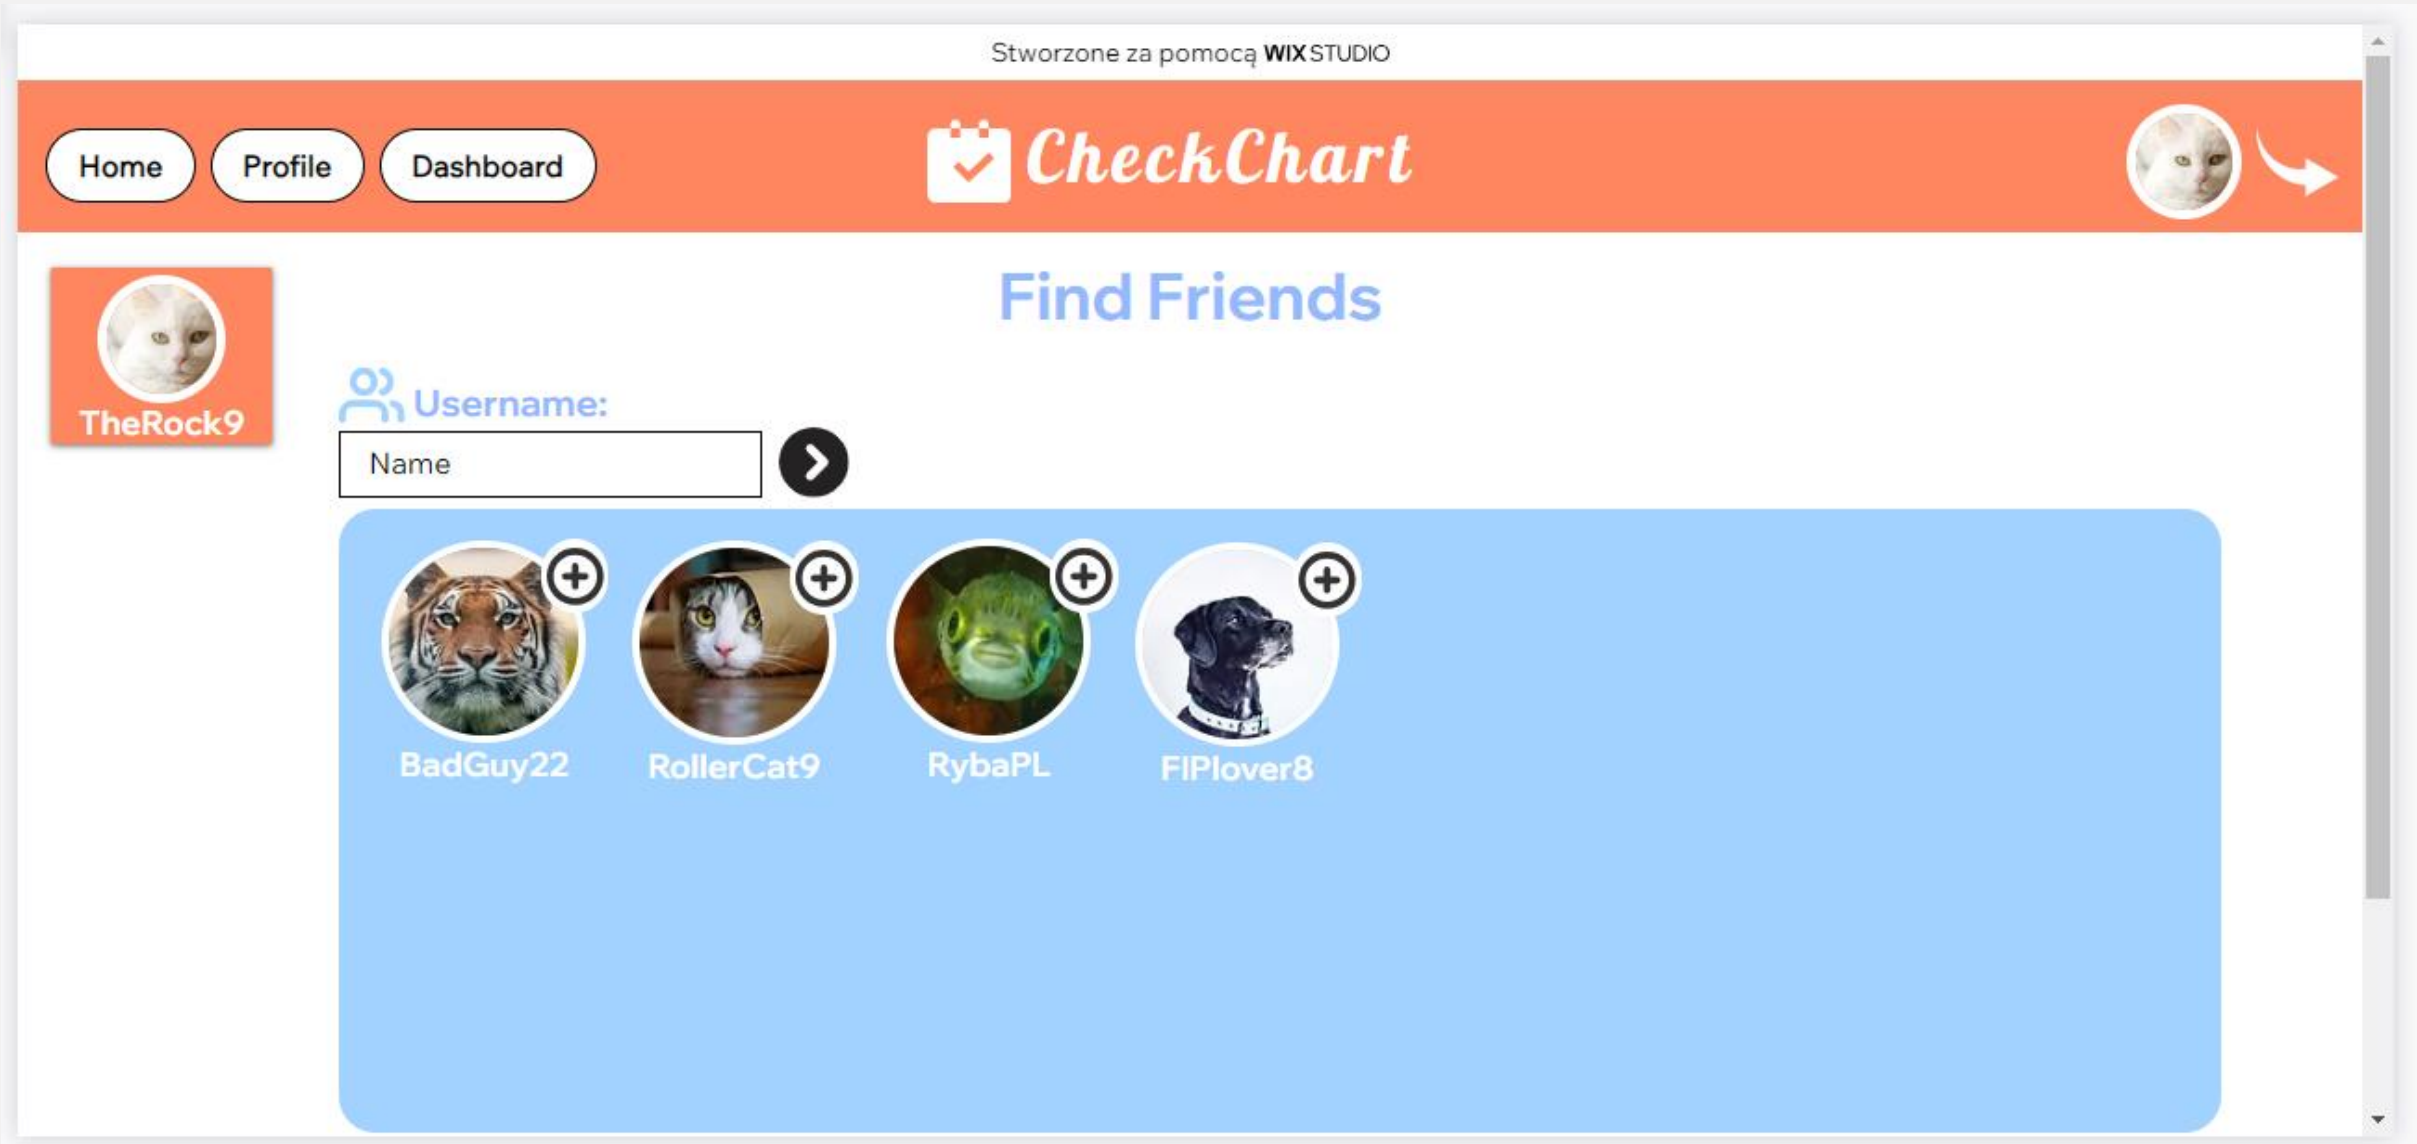 Stworzone za pomocą WIX STUDIO
Home Profile Dashboard
CheckChart
Find Friends
TheRock9
Username:
Name
BadGuy22 RollerCat9 RybaPL FIPlover8